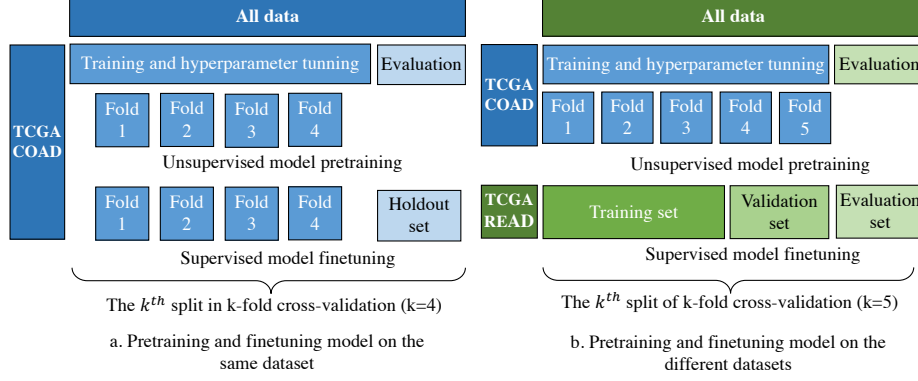 All data
Training and hyperparameter tunning
Evaluation
TCGA
COAD
Fold
1
Fold
2
Fold
3
Fold
4
Unsupervised model pretraining
Fold
1
Fold
2
Fold
3
Fold
4
Holdout
set
Supervised model finetuning
The k^th split in k-fold cross-validation (k=4)
a. Pretraining and finetuning model on the
same dataset
All data
Training and hyperparameter tunning
Evaluation
TCGA
COAD
Fold
1
Fold
2
Fold
3
Fold
4
Fold
5
Unsupervised model pretraining
TCGA
READ
Training set
Validation
set
Evaluation
set
Supervised model finetuning
The k^th split of k-fold cross-validation (k=5)
b. Pretraining and finetuning model on the
different datasets